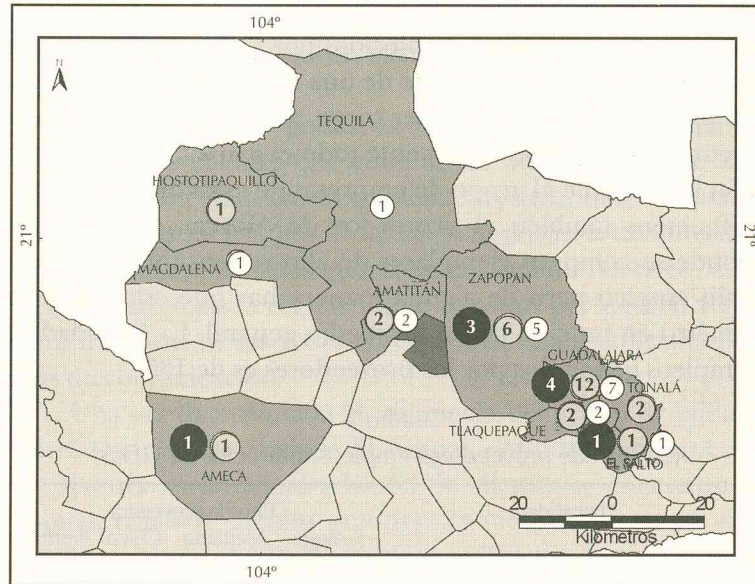 104º
TEQUILA
HOSTOTIPAQUILLO
1
1
21º
21º
MAGDALENA
1
ZAPOPAN
AMATITÁN
2
2
3
6
5
GUADALAJARA
4
12
7
TONALÁ
2
2
2
TLAQUEPAQUE
1
1
1
EL SALTO
1
1
AMECA
20
0
20
Kilómetros
104º